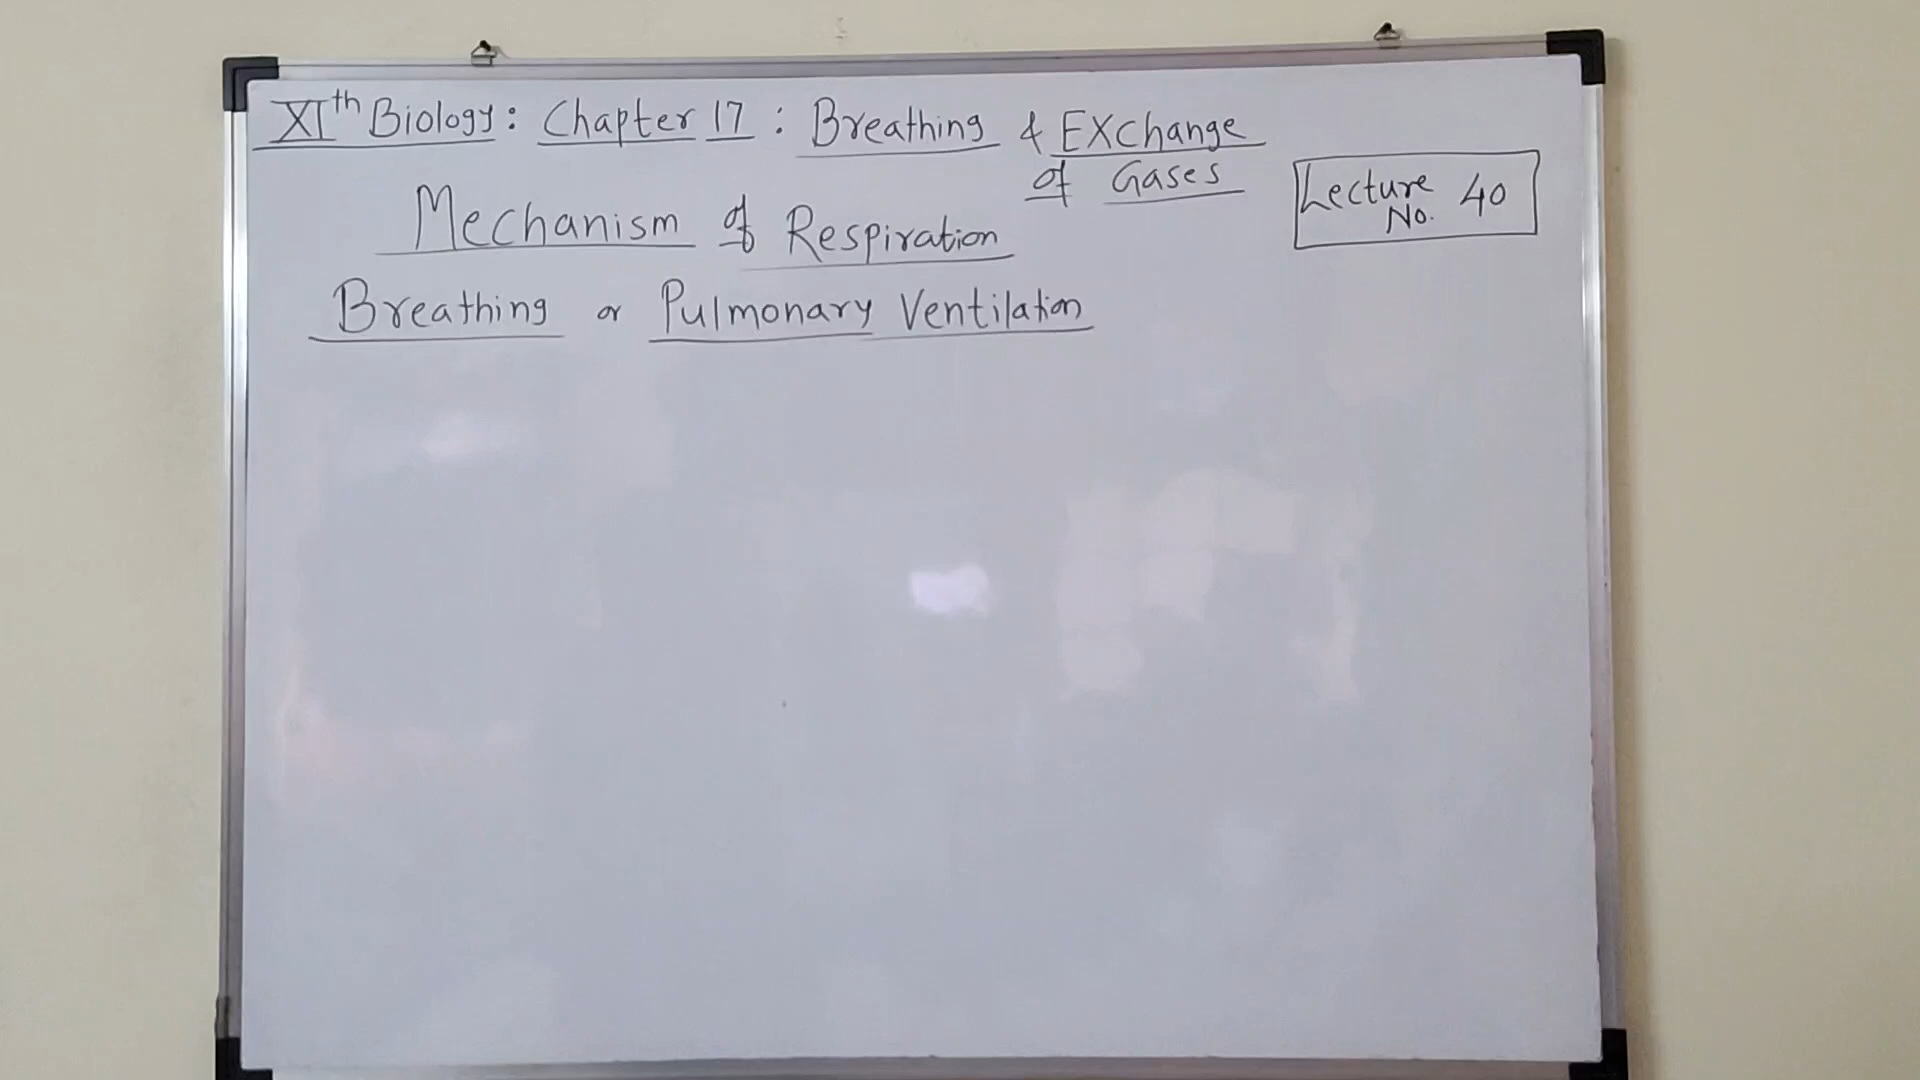 XIth Biology: Chapter 17: Breathing & EXchange
of Gases
Lecture
No. 40
Mechanism of Respiration
Breathing or Pulmonary Ventilation